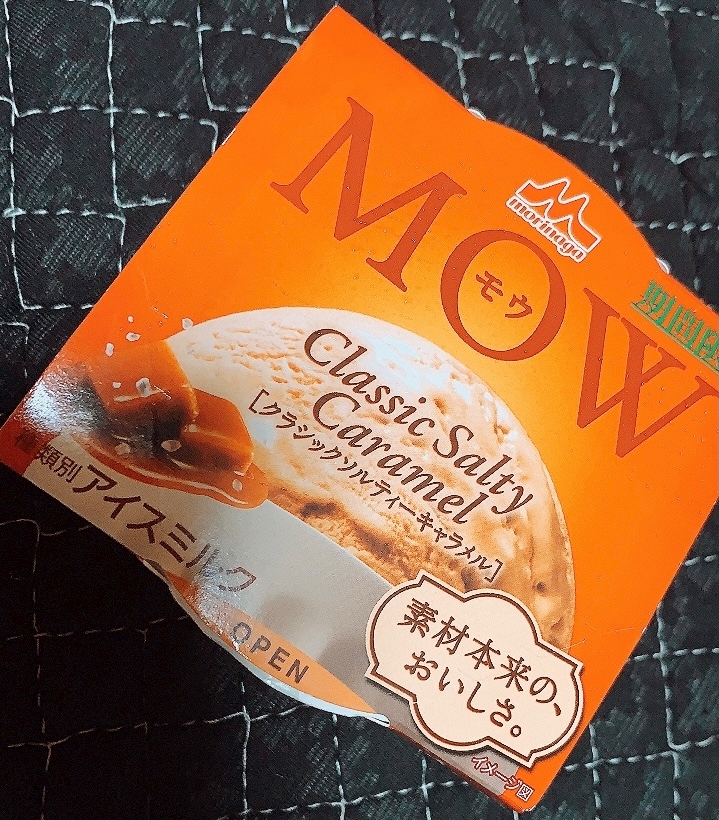 morinaga
MOW
モウ
期間限
Classic Salty
Caramel
[クラシックソルティーキャラメル]
種類別アイスミルク
OPEN
素材本来の、
おいしさ。
イメージ図